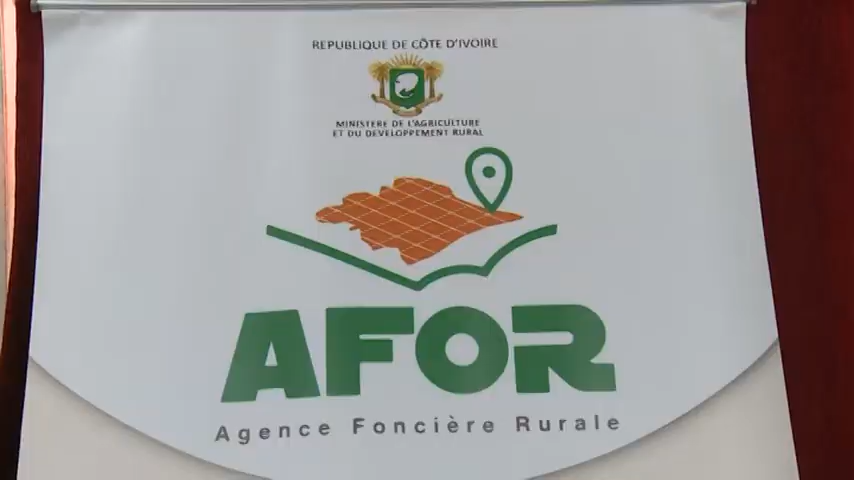 REPUBLIQUE DE CÔTE D'IVOIRE
MINISTERE DE L'AGRICULTURE
ET DU DEVELOPPEMENT RURAL
AFOR
Agence Foncière Rurale